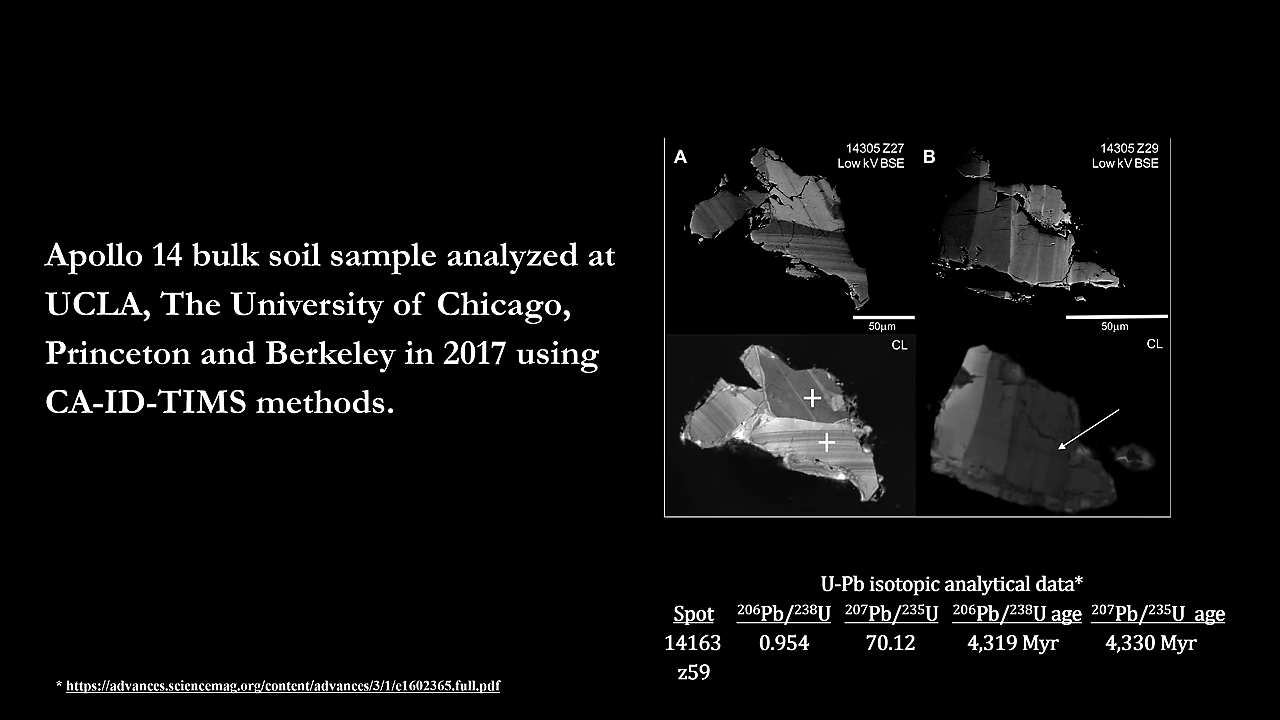 Apollo 14 bulk soil sample analyzed at
UCLA, The University of Chicago,
Princeton and Berkeley in 2017 using
CA-ID-TIMS methods.
A
14305 Z27
Low kV BSE
B
14305 Z29
Low kV BSE
50µm
50µm
CL
CL
U-Pb isotopic analytical data*
Spot ²⁰⁶Pb/²³⁸U ²⁰⁷Pb/²³⁵U ²⁰⁶Pb/²³⁸U age ²⁰⁷Pb/²³⁵U age
14163 0.954 70.12 4,319 Myr 4,330 Myr
z59
* https://advances.sciencemag.org/content/advances/3/1/e1602365.full.pdf